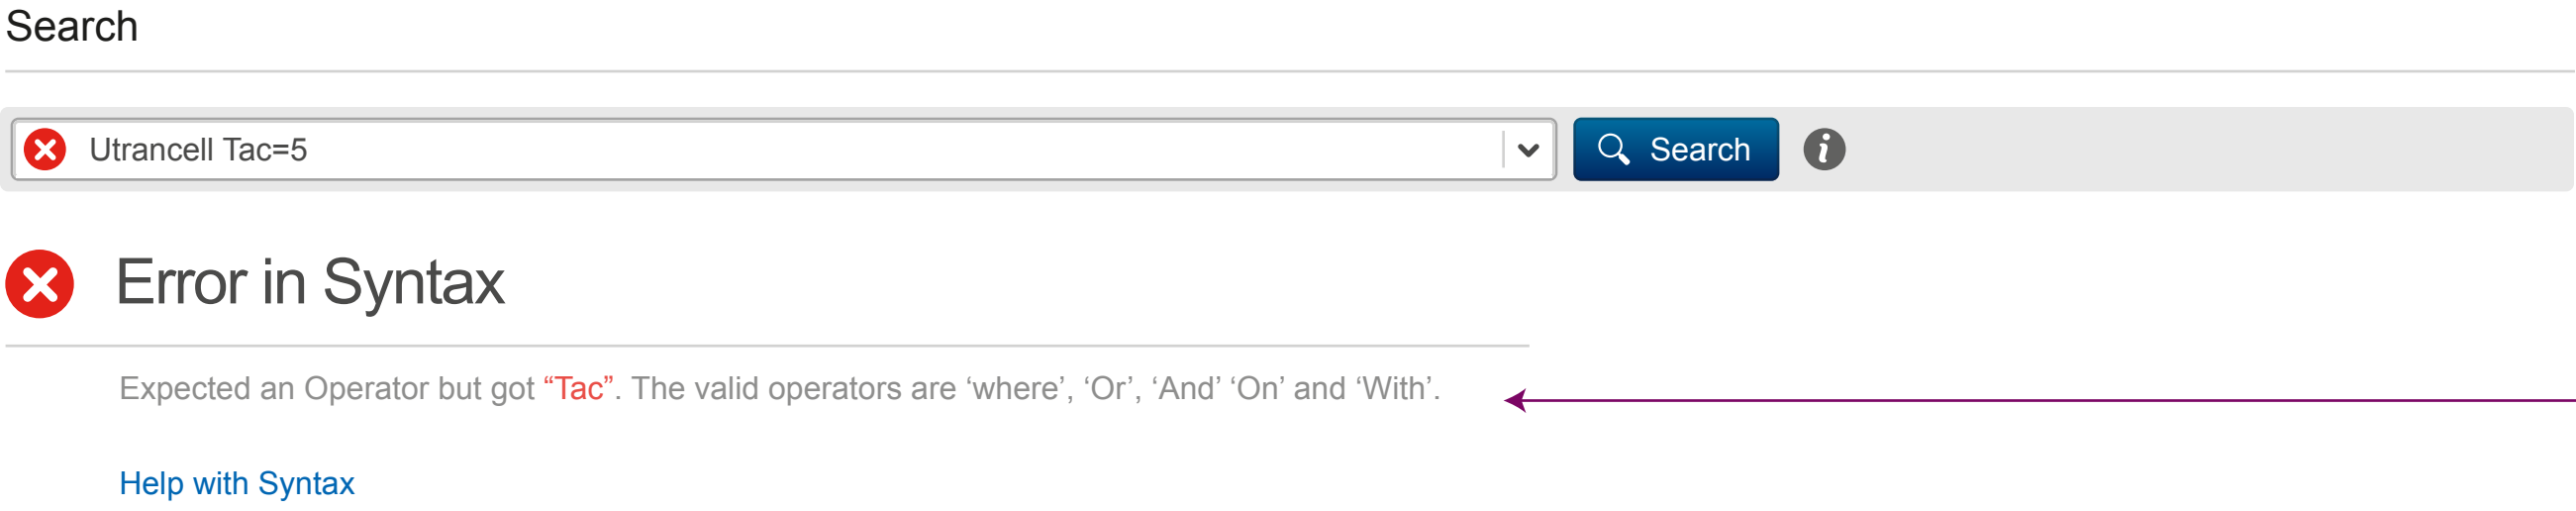 Search
Utrancell Tac=5
Search
Error in Syntax
Expected an Operator but got “Tac”. The valid operators are ‘where’, ‘Or’, ‘And’ ‘On’ and ‘With’.
Help with Syntax